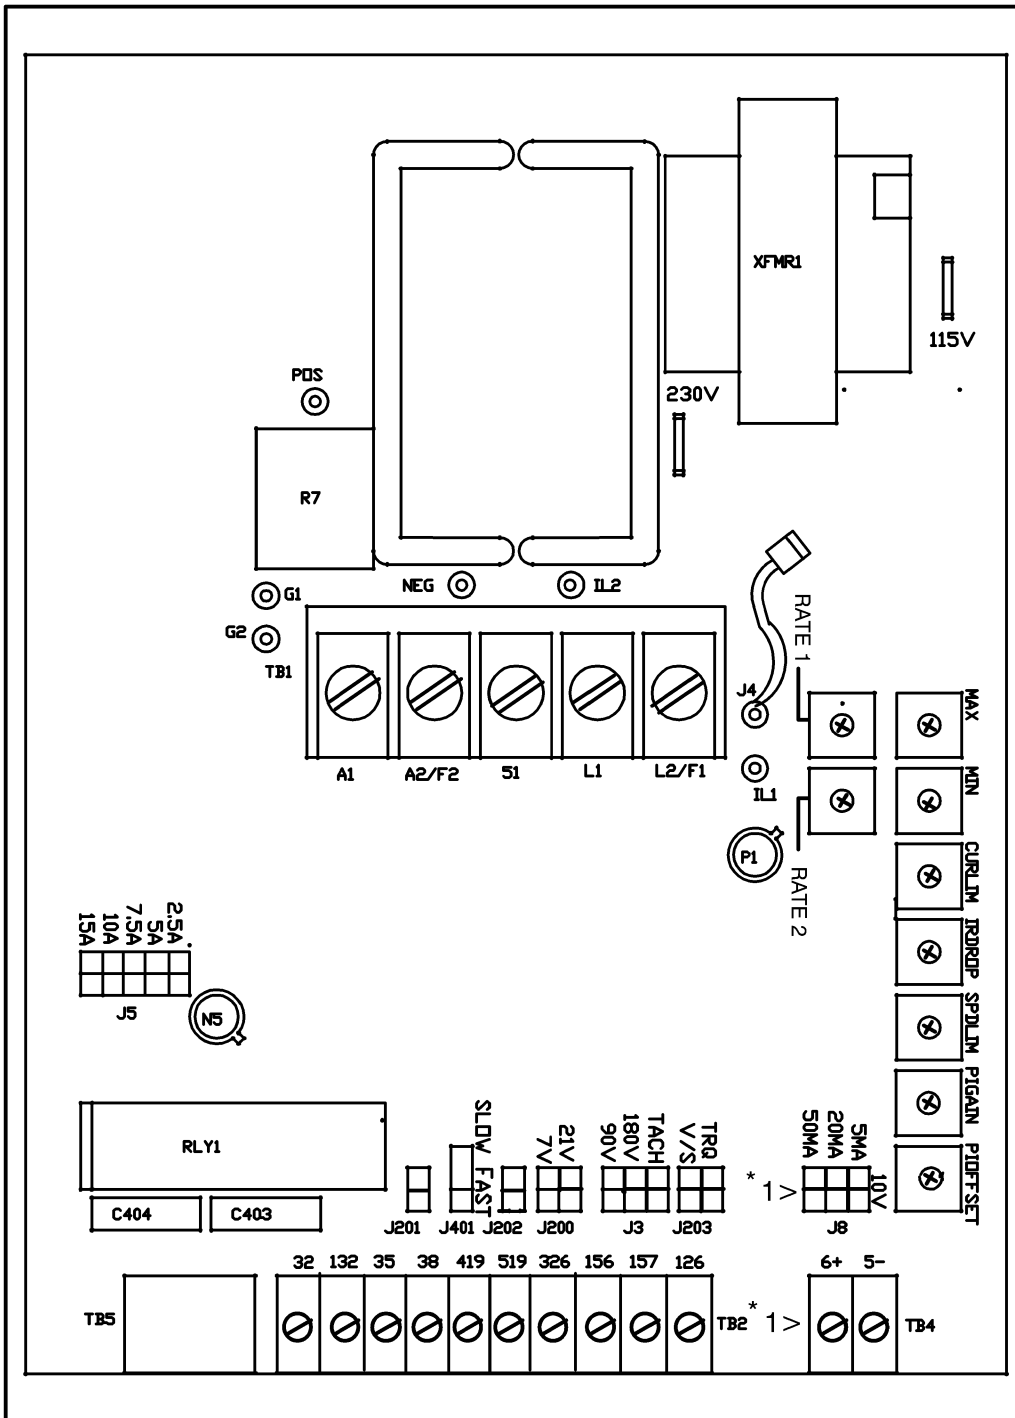 XFMR1
115V
230V
POS
R7
G1
NEG
IL2
G2
TB1
RATE 1
J4
MAX
A1 A2/F2 51 L1 L2/F1
IL1
MIN
P1
RATE 2
CURLIM
IRDROP
15A
10A
7.5A
5A
2.5A
J5
N5
SPDLIM
PIGAIN
RLY1
SLOW FAST
7V
21V
90V
180V
TACH
V/S
TRQ
50MA
20MA
5MA
10V
PIOFFSET
* 1>
C404 C403
J201 J401 J202 J200 J3 J203 J8
32 132 35 38 419 519 326 156 157 126 6+ 5-
TB5
TB2
* 1>
TB4